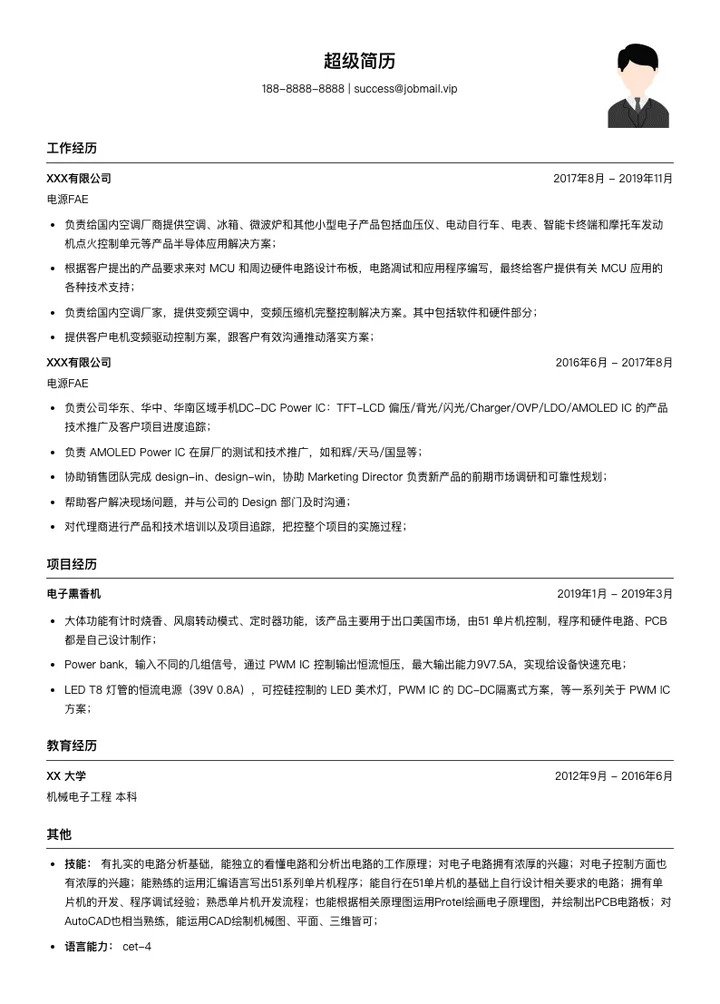 超级简历
188-8888-8888 | success@jobmail.vip
工作经历
XXX有限公司 2017年8月 - 2019年11月
电源FAE
• 负责给国内空调厂商提供空调、冰箱、微波炉和其他小型电子产品包括血压仪、电动自行车、电表、智能卡终端和摩托车发动
机点火控制单元等产品半导体应用解决方案；
• 根据客户提出的产品要求来对 MCU 和周边硬件电路设计布板，电路凋试和应用程序编写，最终给客户提供有关 MCU 应用的
各种技术支持；
• 负责给国内空调厂家，提供变频空调中，变频压缩机完整控制解决方案。其中包括软件和硬件部分；
• 提供客户电机变频驱动控制方案，跟客户有效沟通推动落实方案；
XXX有限公司 2016年6月 - 2017年8月
电源FAE
• 负责公司华东、华中、华南区域手机DC-DC Power IC：TFT-LCD 偏压/背光/闪光/Charger/OVP/LDO/AMOLED IC 的产品
技术推广及客户项目进度追踪；
• 负责 AMOLED Power IC 在屏厂的测试和技术推广，如和辉/天马/国显等；
• 协助销售团队完成 design-in、design-win，协助 Marketing Director 负责新产品的前期市场调研和可靠性规划；
• 帮助客户解决现场问题，并与公司的 Design 部门及时沟通；
• 对代理商进行产品和技术培训以及项目追踪，把控整个项目的实施过程；
项目经历
电子熏香机 2019年1月 - 2019年3月
• 大体功能有计时烧香、风扇转动模式、定时器功能，该产品主要用于出口美国市场，由51 单片机控制，程序和硬件电路、PCB
都是自己设计制作；
• Power bank，输入不同的几组信号，通过 PWM IC 控制输出恒流恒压，最大输出能力9V7.5A，实现给设备快速充电；
• LED T8 灯管的恒流电源（39V 0.8A），可控硅控制的 LED 美术灯，PWM IC 的 DC-DC隔离式方案，等一系列关于 PWM IC
方案；
教育经历
XX 大学 2012年9月 - 2016年6月
机械电子工程 本科
其他
• 技能： 有扎实的电路分析基础，能独立的看懂电路和分析出电路的工作原理；对电子电路拥有浓厚的兴趣；对电子控制方面也
有浓厚的兴趣；能熟练的运用汇编语言写出51系列单片机程序；能自行在51单片机的基础上自行设计相关要求的电路；拥有单
片机的开发、程序调试经验；熟悉单片机开发流程；也能根据相关原理图运用Protel绘画电子原理图，并绘制出PCB电路板；对
AutoCAD也相当熟练，能运用CAD绘制机械图、平面、三维皆可；
• 语言能力： cet-4